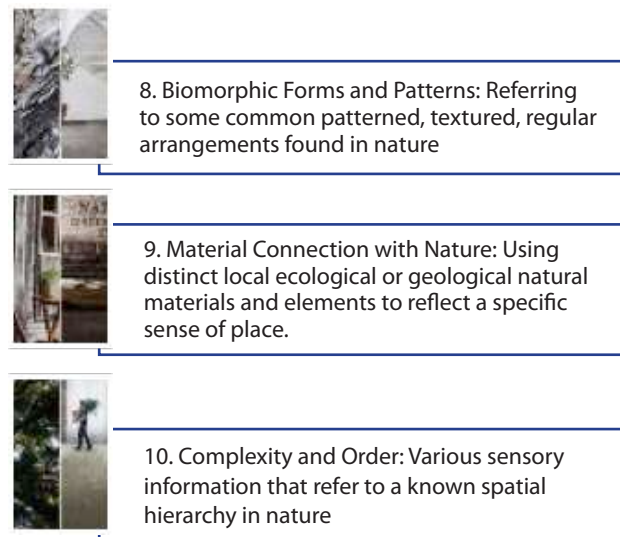 8. Biomorphic Forms and Patterns: Referring
to some common patterned, textured, regular
arrangements found in nature
9. Material Connection with Nature: Using
distinct local ecological or geological natural
materials and elements to reflect a specific
sense of place.
10. Complexity and Order: Various sensory
information that refer to a known spatial
hierarchy in nature